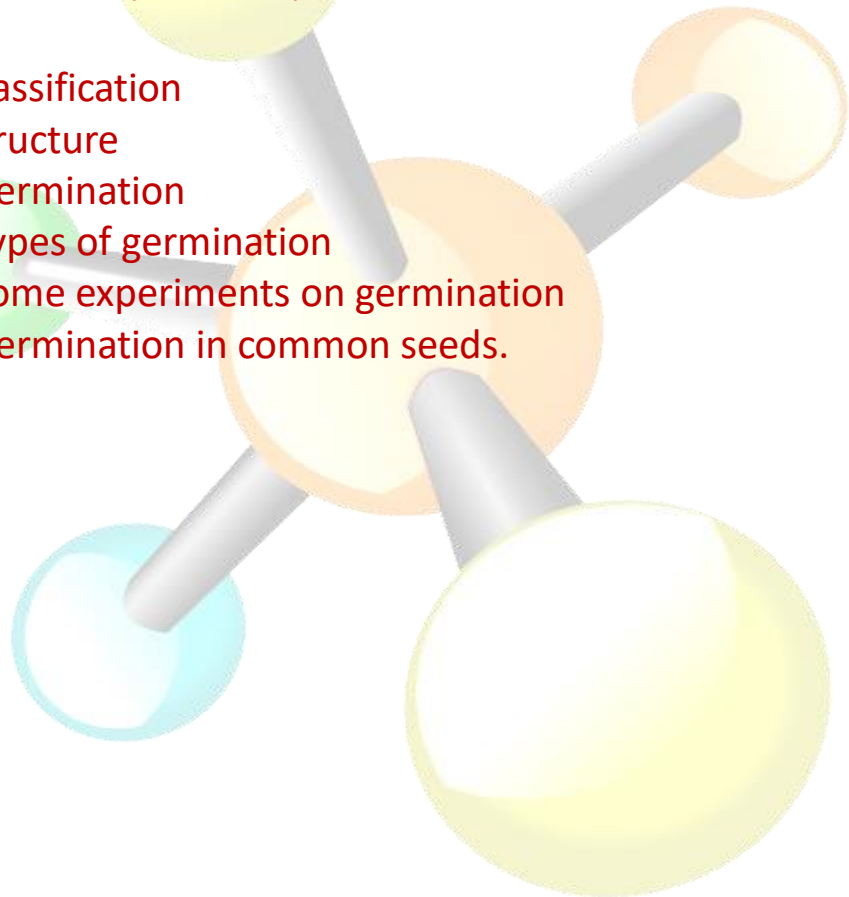 assification
ructure
ermination
ypes of germination
ome experiments on germination
ermination in common seeds.